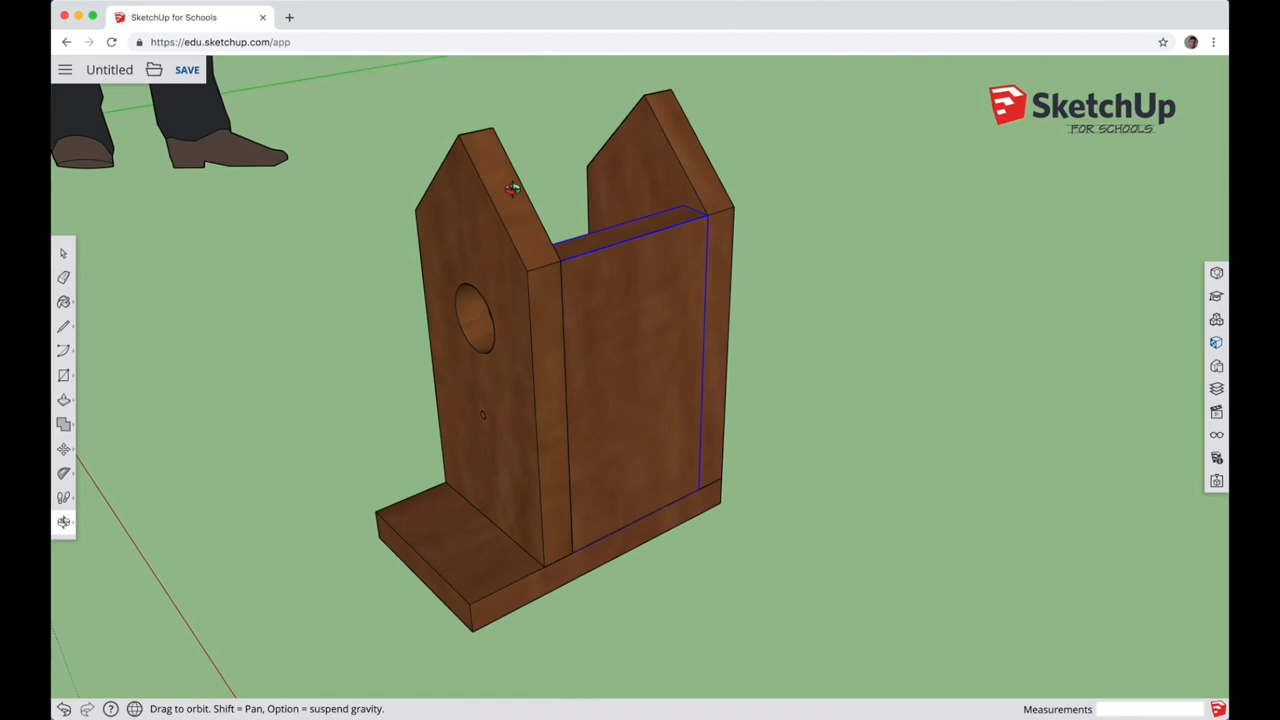 SketchUp for Schools
https://edu.sketchup.com/app
Untitled
SAVE
SketchUp
FOR SCHOOLS
Drag to orbit. Shift = Pan, Option = suspend gravity.
Measurements